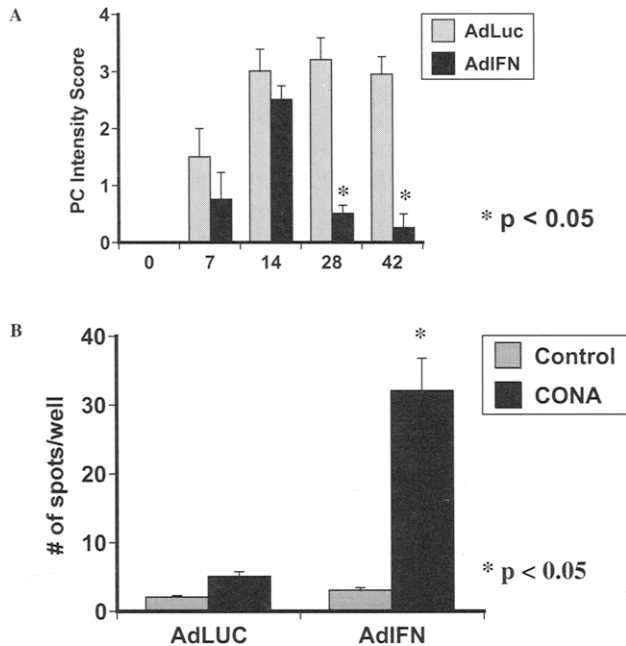 A
PC Intensity Score
4
3
2
1
0
0 7 14 28 42
* *
AdLuc
AdIFN
* p < 0.05
B
# of spots/well
40
30
20
10
0
*
AdLUC AdIFN
Control
CONA
* p < 0.05